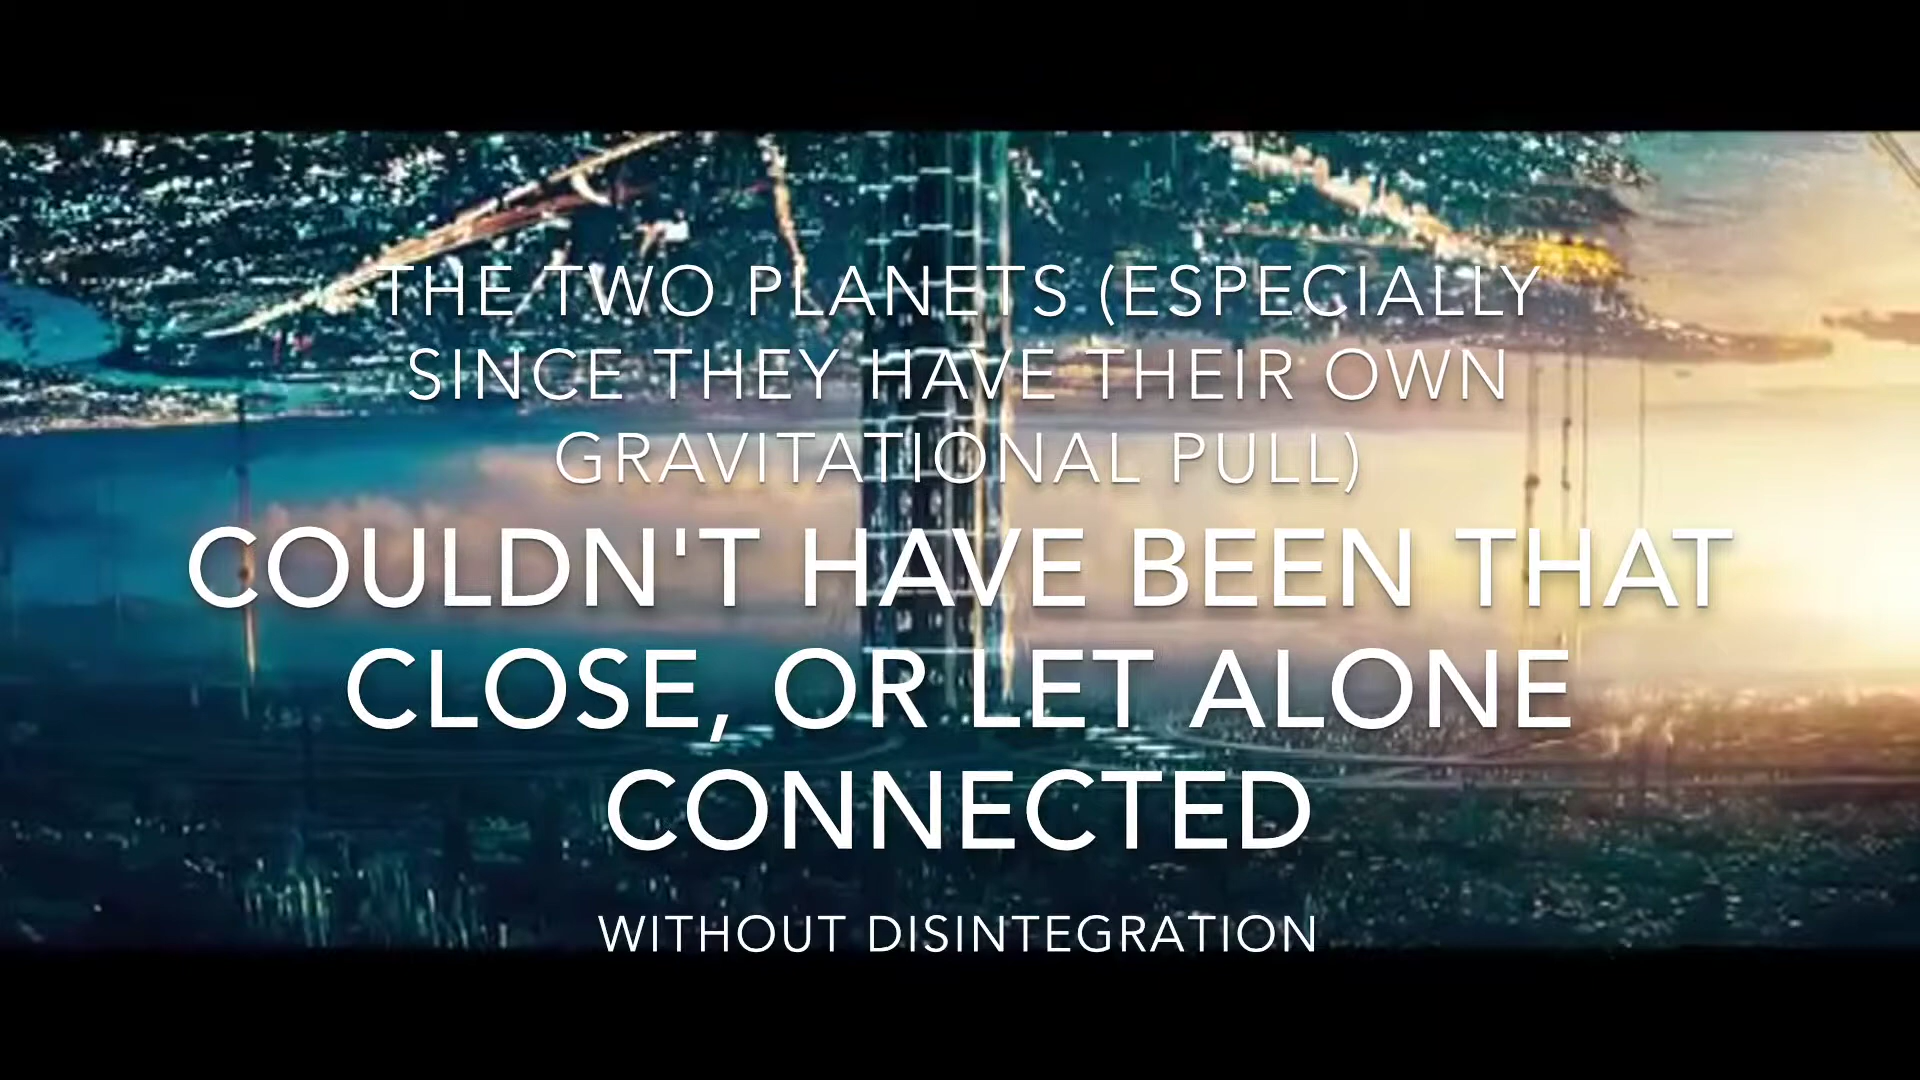 THE TWO PLANETS (ESPECIALLY
SINCE THEY HAVE THEIR OWN
GRAVITATIONAL PULL)
COULDN'T HAVE BEEN THAT
CLOSE, OR LET ALONE
CONNECTED
WITHOUT DISINTEGRATION